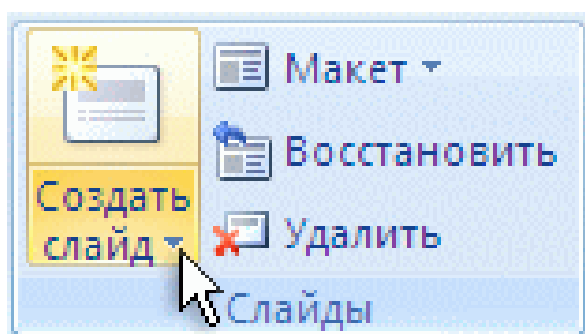 Создать
слайд
Макет
Восстановить
Удалить
Слайды